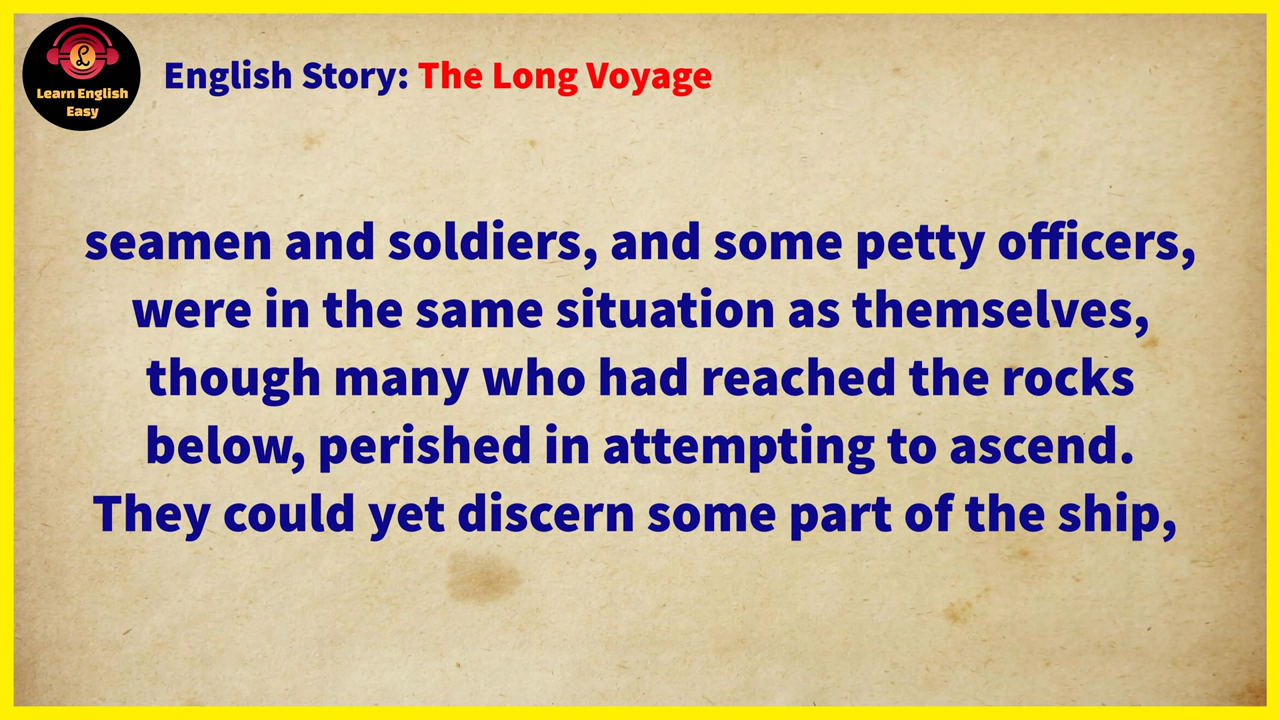 Learn English
Easy
English Story: The Long Voyage
seamen and soldiers, and some petty officers,
were in the same situation as themselves,
though many who had reached the rocks
below, perished in attempting to ascend.
They could yet discern some part of the ship,